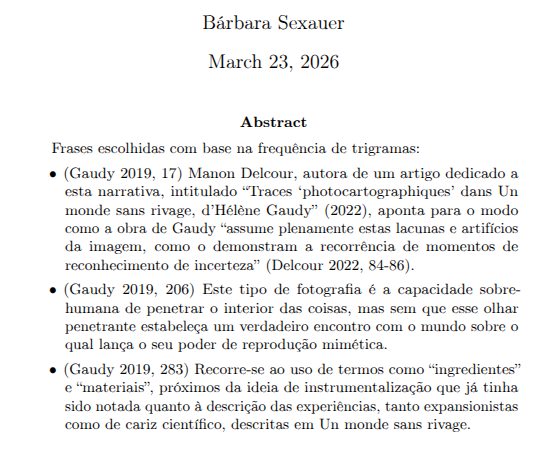 Bárbara Sexauer
March 23, 2026
Abstract
Frases escolhidas com base na frequência de trigramas:
• (Gaudy 2019, 17) Manon Delcour, autora de um artigo dedicado a
esta narrativa, intitulado “Traces ‘photocartographiques’ dans Un
monde sans rivage, d’Hélène Gaudy” (2022), aponta para o modo
como a obra de Gaudy “assume plenamente estas lacunas e artifícios
da imagem, como o demonstram a recorrência de momentos de
reconhecimento de incerteza” (Delcour 2022, 84-86).
• (Gaudy 2019, 206) Este tipo de fotografia é a capacidade sobre-
humana de penetrar o interior das coisas, mas sem que esse olhar
penetrante estabeleça um verdadeiro encontro com o mundo sobre o
qual lança o seu poder de reprodução mimética.
• (Gaudy 2019, 283) Recorre-se ao uso de termos como “ingredientes”
e “materiais”, próximos da ideia de instrumentalização que já tinha
sido notada quanto à descrição das experiências, tanto expansionistas
como de cariz científico, descritas em Un monde sans rivage.